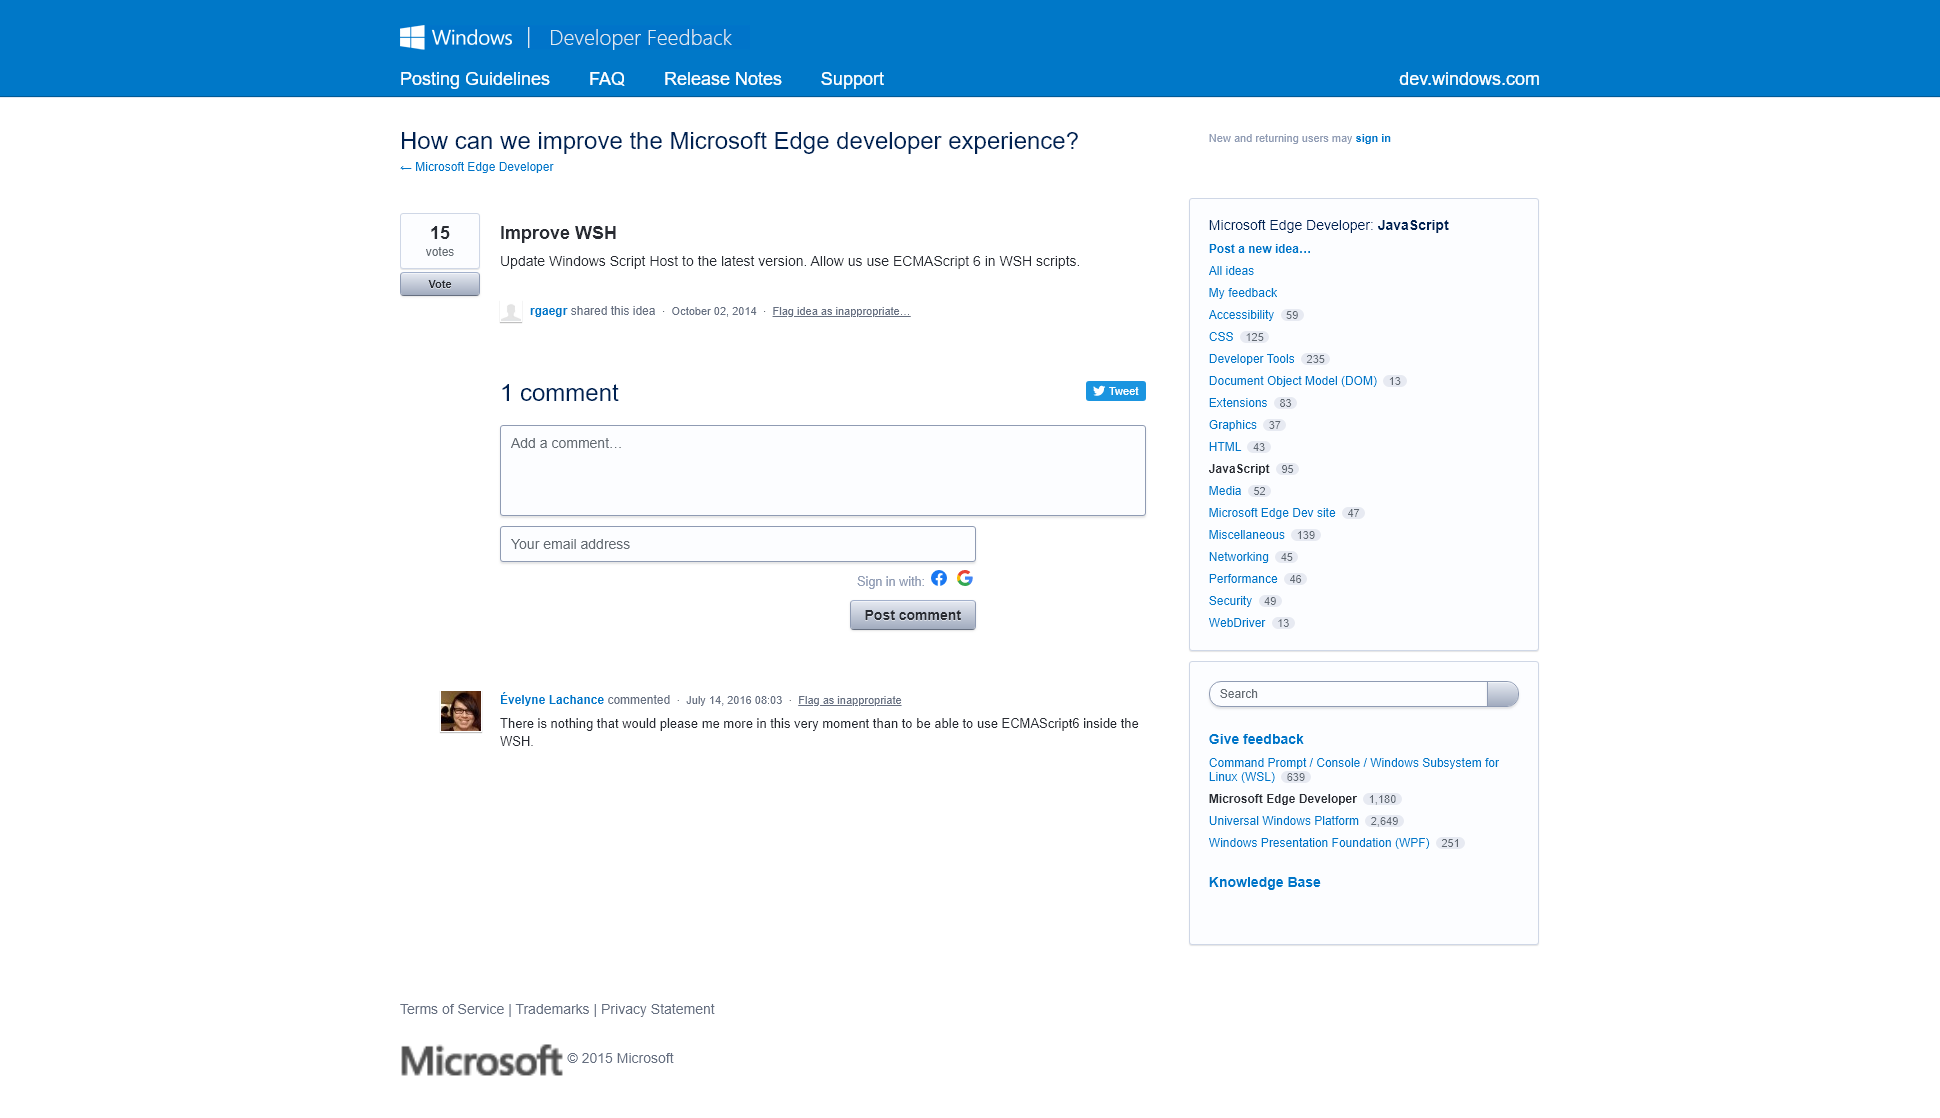 Windows | Developer Feedback
Posting Guidelines FAQ Release Notes Support dev.windows.com
How can we improve the Microsoft Edge developer experience?
← Microsoft Edge Developer
New and returning users may sign in
15
votes
Vote
Improve WSH
Update Windows Script Host to the latest version. Allow us use ECMAScript 6 in WSH scripts.
rgaegr shared this idea · October 02, 2014 · Flag idea as inappropriate…
1 comment
Tweet
Add a comment…
Your email address
Sign in with:
Post comment
Évelyne Lachance commented · July 14, 2016 08:03 · Flag as inappropriate
There is nothing that would please me more in this very moment than to be able to use ECMAScript6 inside the
WSH.
Microsoft Edge Developer: JavaScript
Post a new idea…
All ideas
My feedback
Accessibility 59
CSS 125
Developer Tools 235
Document Object Model (DOM) 13
Extensions 83
Graphics 37
HTML 43
JavaScript 95
Media 52
Microsoft Edge Dev site 47
Miscellaneous 139
Networking 45
Performance 46
Security 49
WebDriver 13
Search
Give feedback
Command Prompt / Console / Windows Subsystem for
Linux (WSL) 639
Microsoft Edge Developer 1,180
Universal Windows Platform 2,649
Windows Presentation Foundation (WPF) 251
Knowledge Base
Terms of Service | Trademarks | Privacy Statement
Microsoft © 2015 Microsoft